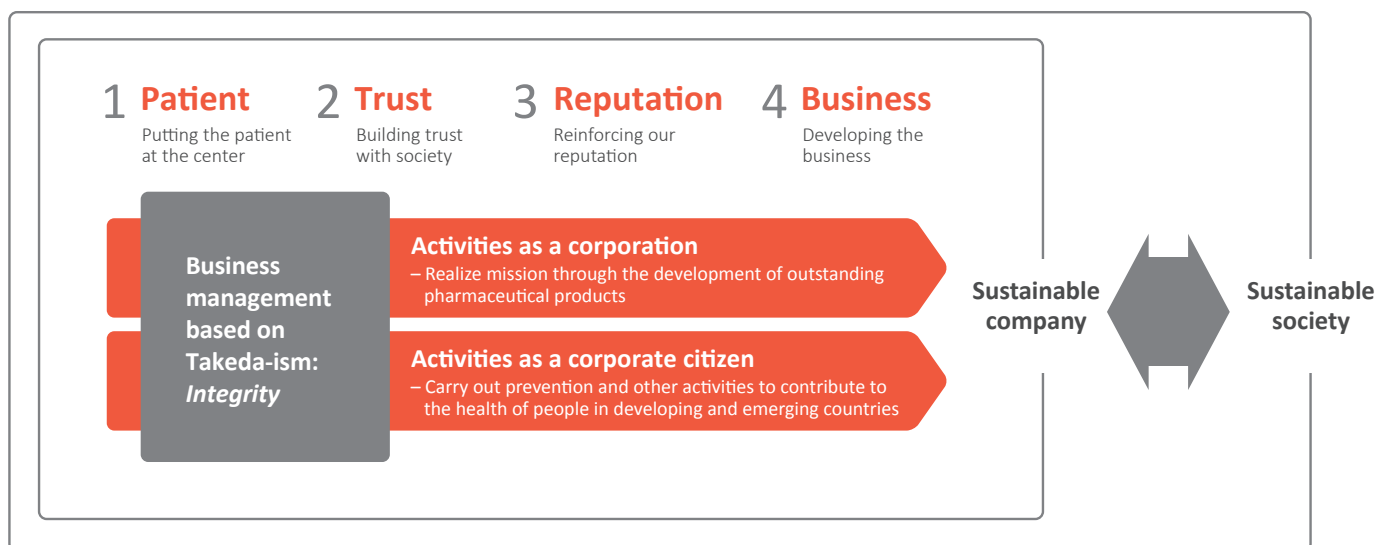 1 Patient
Putting the patient
at the center
2 Trust
Building trust
with society
3 Reputation
Reinforcing our
reputation
4 Business
Developing the
business
Business
management
based on
Takeda-ism:
Integrity
Activities as a corporation
– Realize mission through the development of outstanding
pharmaceutical products
Activities as a corporate citizen
– Carry out prevention and other activities to contribute to
the health of people in developing and emerging countries
Sustainable
company
Sustainable
society